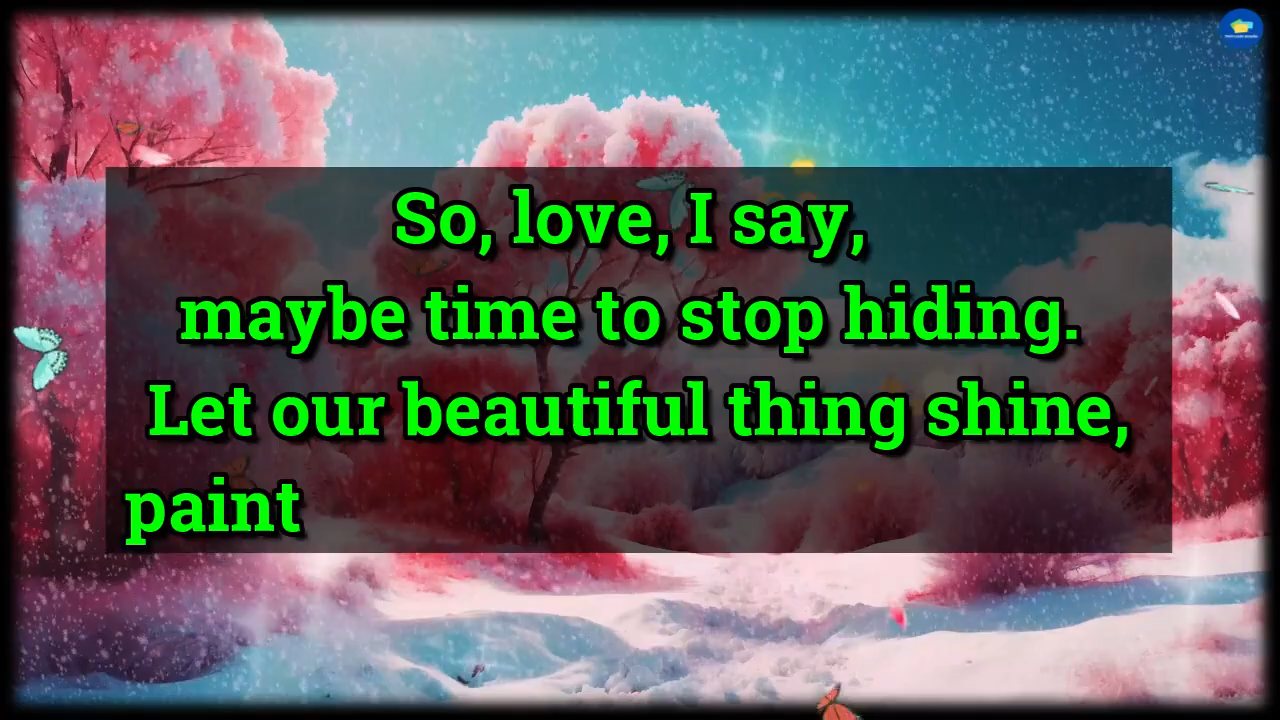 So, love, I say,
maybe time to stop hiding.
Let our beautiful thing shine,
paint